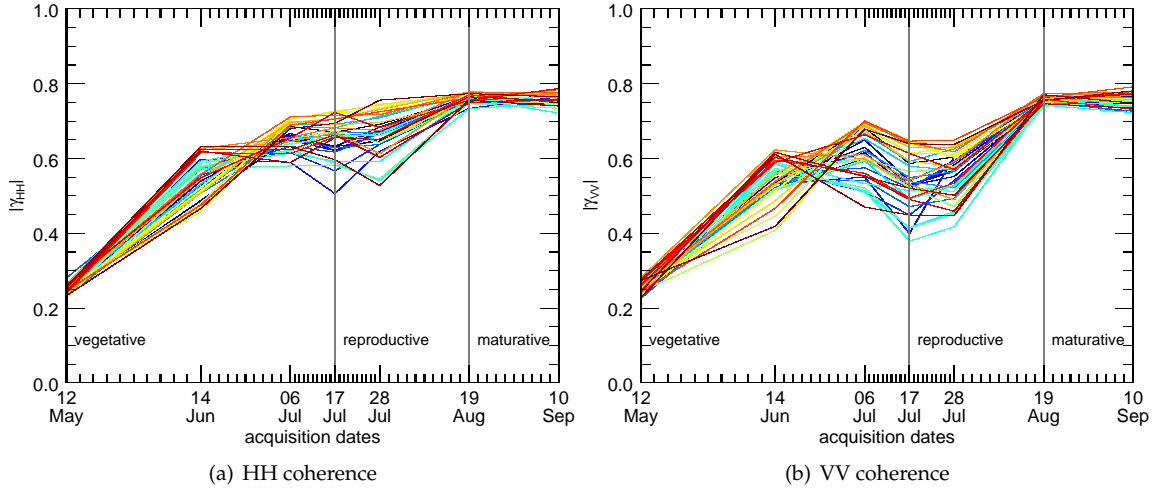 1.0
0.8
0.6
0.4
0.2
0.0
|γHH|
vegetative
reproductive
maturative
12 14 06 17 28 19 10
May Jun Jul Jul Jul Aug Sep
acquisition dates
(a) HH coherence
1.0
0.8
0.6
0.4
0.2
0.0
|γVV|
vegetative
reproductive
maturative
12 14 06 17 28 19 10
May Jun Jul Jul Jul Aug Sep
acquisition dates
(b) VV coherence